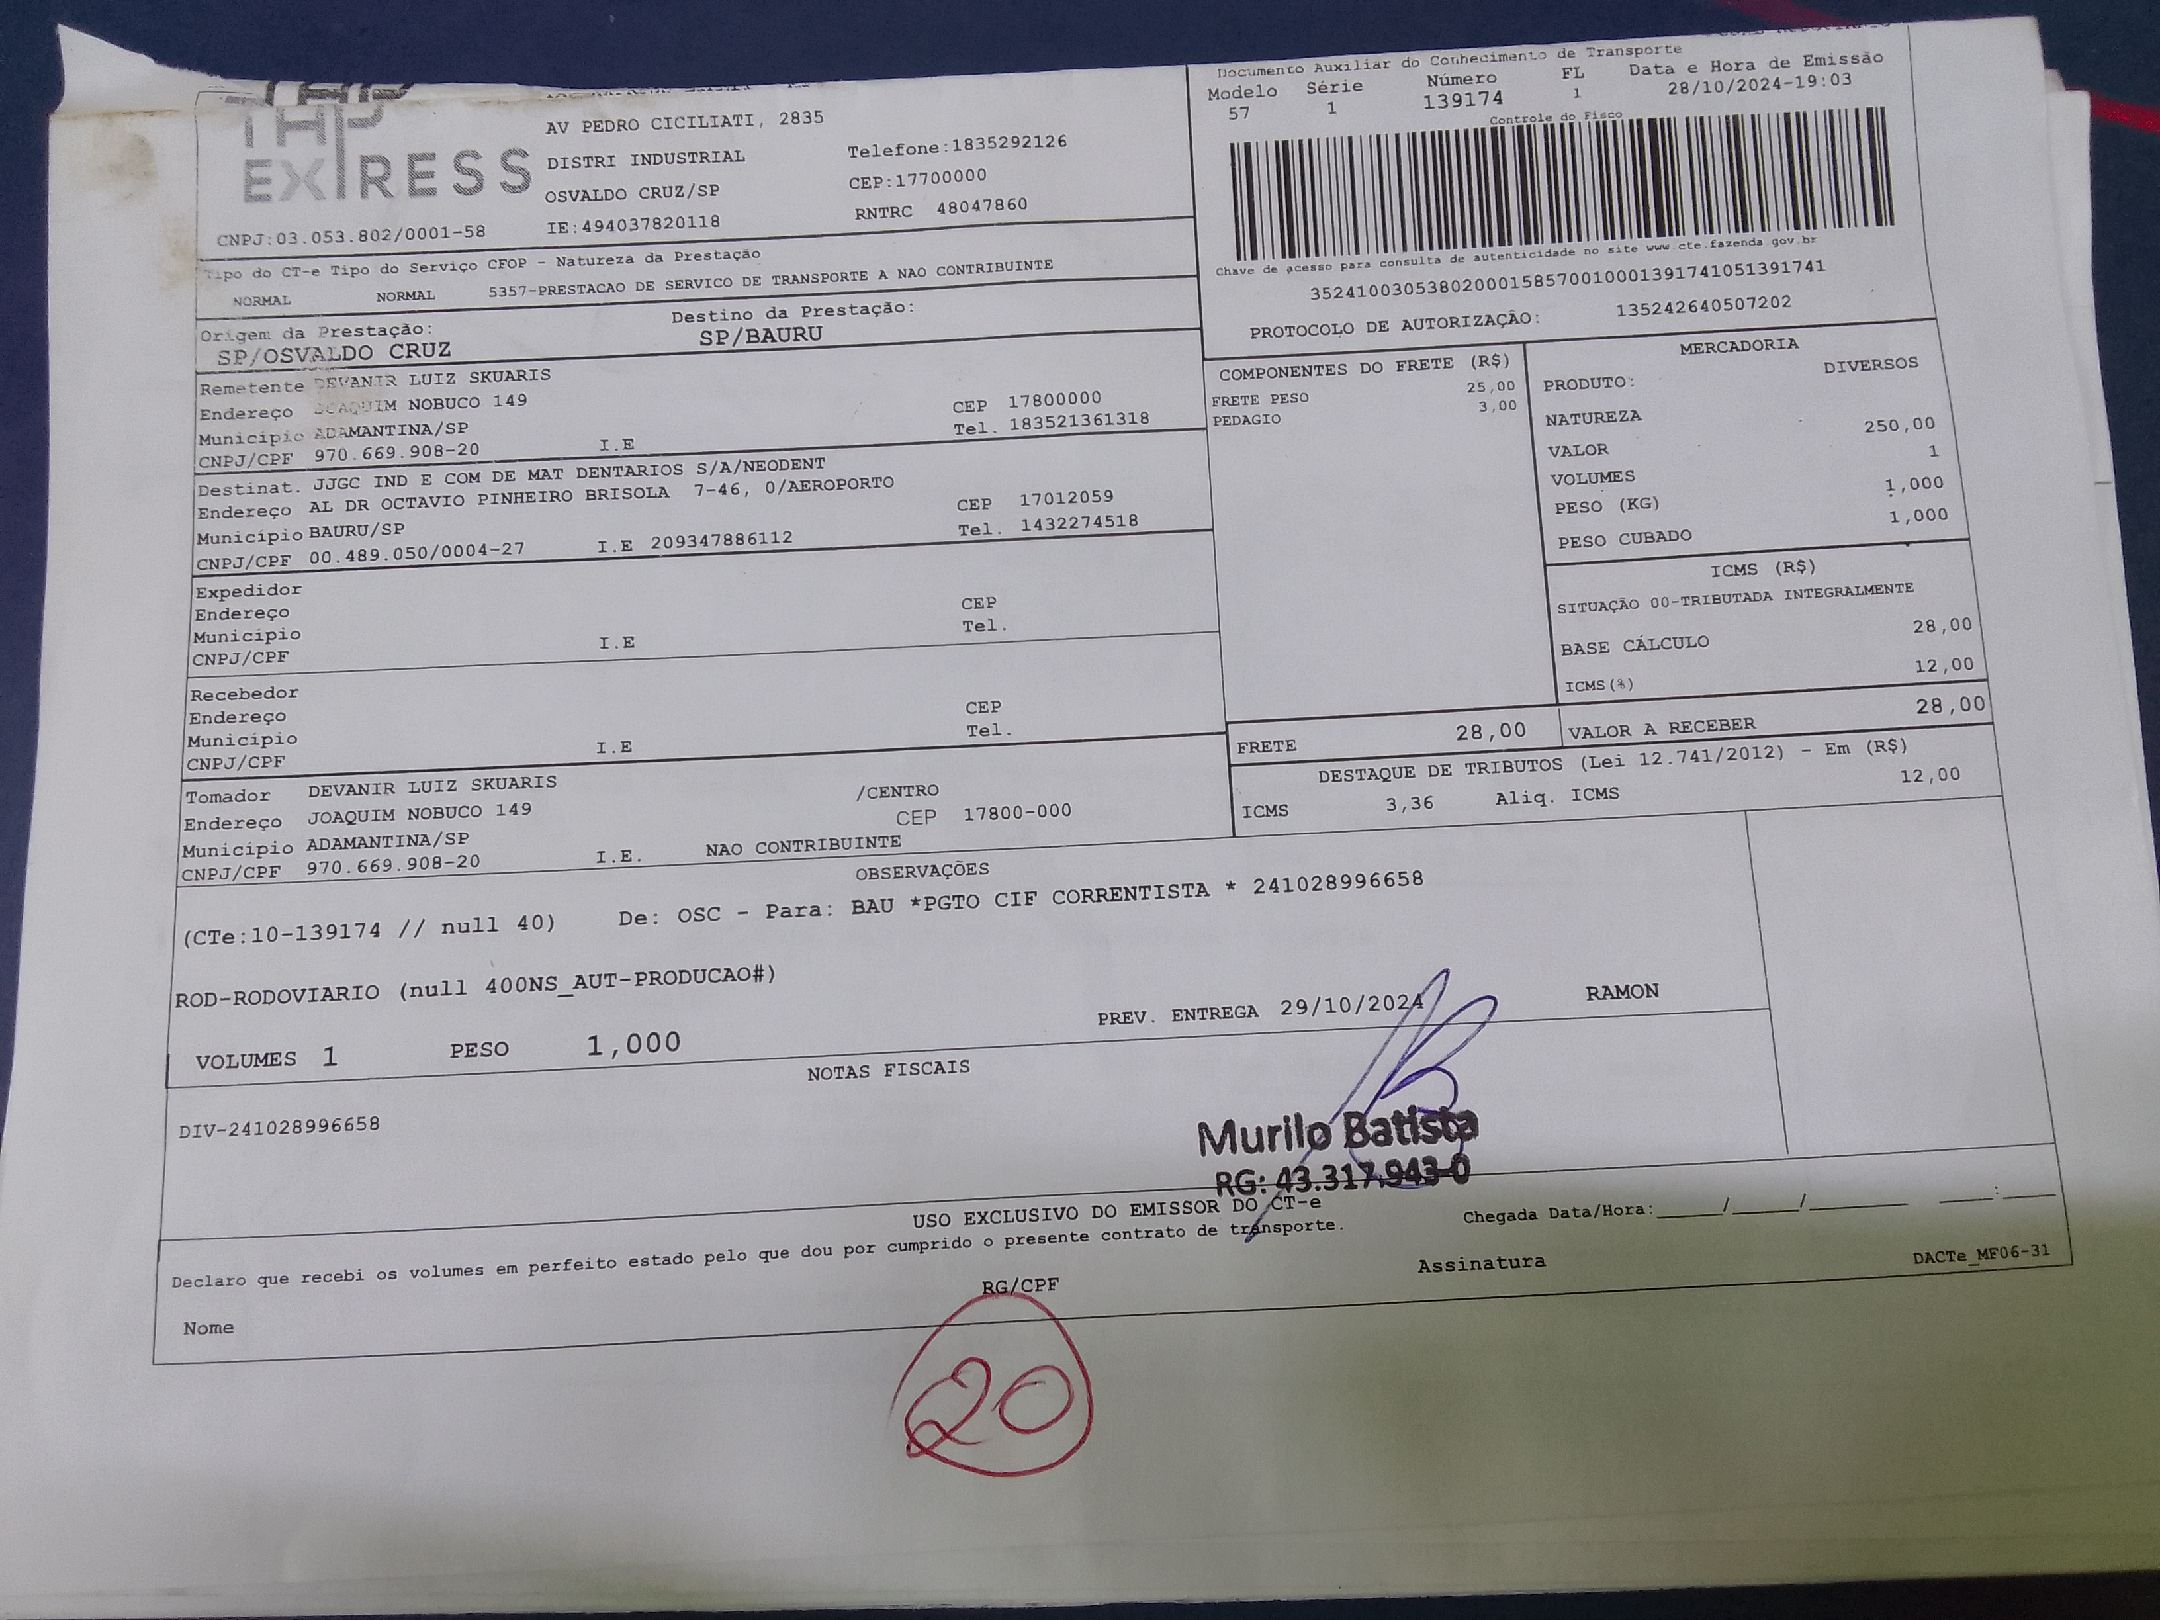 THP
EXPRESS
CNPJ:03.053.802/0001-58
AV PEDRO CICILIATI, 2835
DISTRI INDUSTRIAL
OSVALDO CRUZ/SP
IE:494037820118
Telefone:1835292126
CEP:17700000
RNTRC 48047860
Documento Auxiliar do Conhecimento de Transporte
Modelo Série Número FL Data e Hora de Emissão
57 1 139174 1 28/10/2024-19:03
Controle do Fisco
Chave de acesso para consulta de autenticidade no site www.cte.fazenda.gov.br
35241003053802000158570010001391741051391741
PROTOCOLO DE AUTORIZAÇÃO: 135242640507202
Tipo do CT-e Tipo do Serviço CFOP - Natureza da Prestação
NORMAL NORMAL 5357-PRESTACAO DE SERVICO DE TRANSPORTE A NAO CONTRIBUINTE
Origem da Prestação: Destino da Prestação:
SP/OSVALDO CRUZ SP/BAURU
Remetente DEVANIR LUIZ SKUARIS
Endereço JOAQUIM NOBUCO 149 CEP 17800000
Município ADAMANTINA/SP Tel. 183521361318
CNPJ/CPF 970.669.908-20 I.E
Destinat. JJGC IND E COM DE MAT DENTARIOS S/A/NEODENT
Endereço AL DR OCTAVIO PINHEIRO BRISOLA 7-46, 0/AEROPORTO CEP 17012059
Município BAURU/SP Tel. 1432274518
CNPJ/CPF 00.489.050/0004-27 I.E 209347886112
Expedidor
Endereço CEP
Município Tel.
CNPJ/CPF I.E
Recebedor
Endereço CEP
Município Tel.
CNPJ/CPF I.E
Tomador DEVANIR LUIZ SKUARIS /CENTRO
Endereço JOAQUIM NOBUCO 149 CEP 17800-000
Município ADAMANTINA/SP
CNPJ/CPF 970.669.908-20 I.E. NAO CONTRIBUINTE
COMPONENTES DO FRETE (R$)
FRETE PESO 25,00
PEDAGIO 3,00
MERCADORIA
PRODUTO: DIVERSOS
NATUREZA
VALOR 250,00
VOLUMES 1
PESO (KG) 1,000
PESO CUBADO 1,000
ICMS (R$)
SITUAÇÃO 00-TRIBUTADA INTEGRALMENTE
BASE CÁLCULO 28,00
ICMS(%) 12,00
FRETE 28,00 VALOR A RECEBER 28,00
DESTAQUE DE TRIBUTOS (Lei 12.741/2012) - Em (R$)
ICMS 3,36 Aliq. ICMS 12,00
OBSERVAÇÕES
(CTe:10-139174 // null 40) De: OSC - Para: BAU *PGTO CIF CORRENTISTA * 241028996658
ROD-RODOVIARIO (null 400NS_AUT-PRODUCAO#)
PREV. ENTREGA 29/10/2024 RAMON
VOLUMES 1 PESO 1,000
NOTAS FISCAIS
DIV-241028996658
Murilo Batista
RG: 43.317.943-0
USO EXCLUSIVO DO EMISSOR DO CT-e
Declaro que recebi os volumes em perfeito estado pelo que dou por cumprido o presente contrato de transporte.
Chegada Data/Hora:_____/_____/_______ ____:____
Nome RG/CPF Assinatura DACTe_MF06-31
20